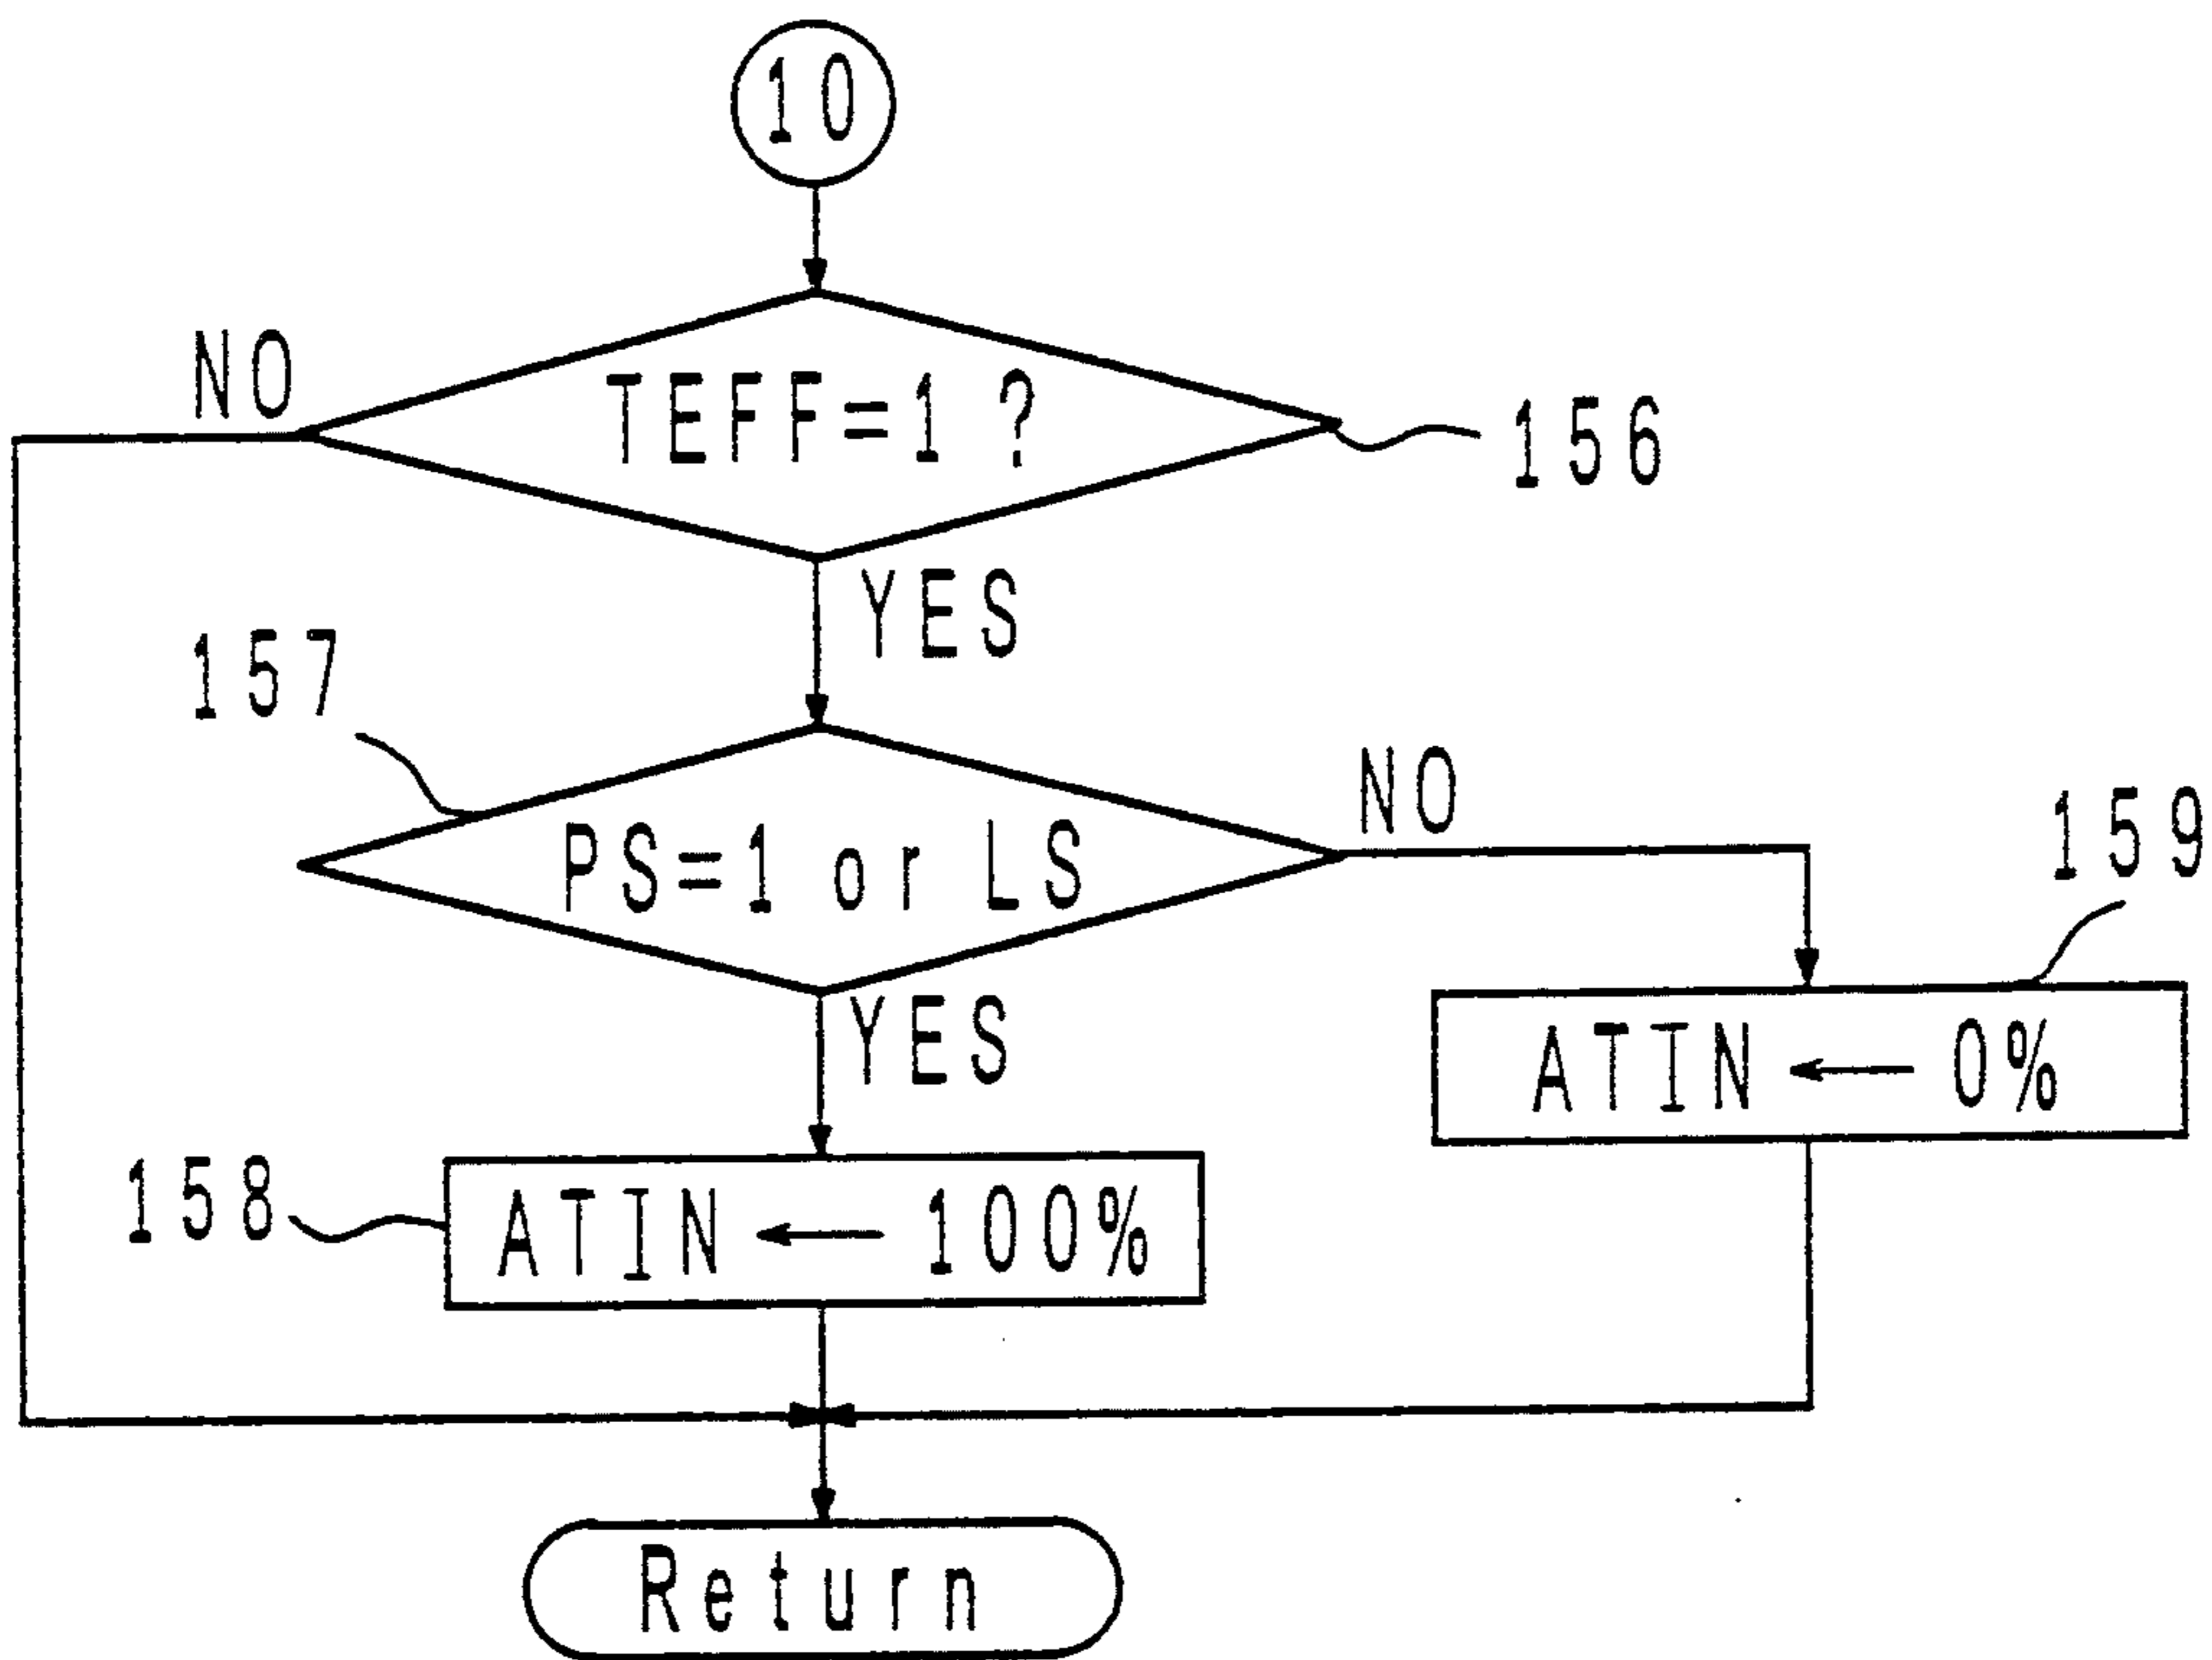 10
NO
TEFF=1?
156
YES
157
NO
PS=1 or LS
159
YES
ATIN ← 0%
158
ATIN ← 100%
Return